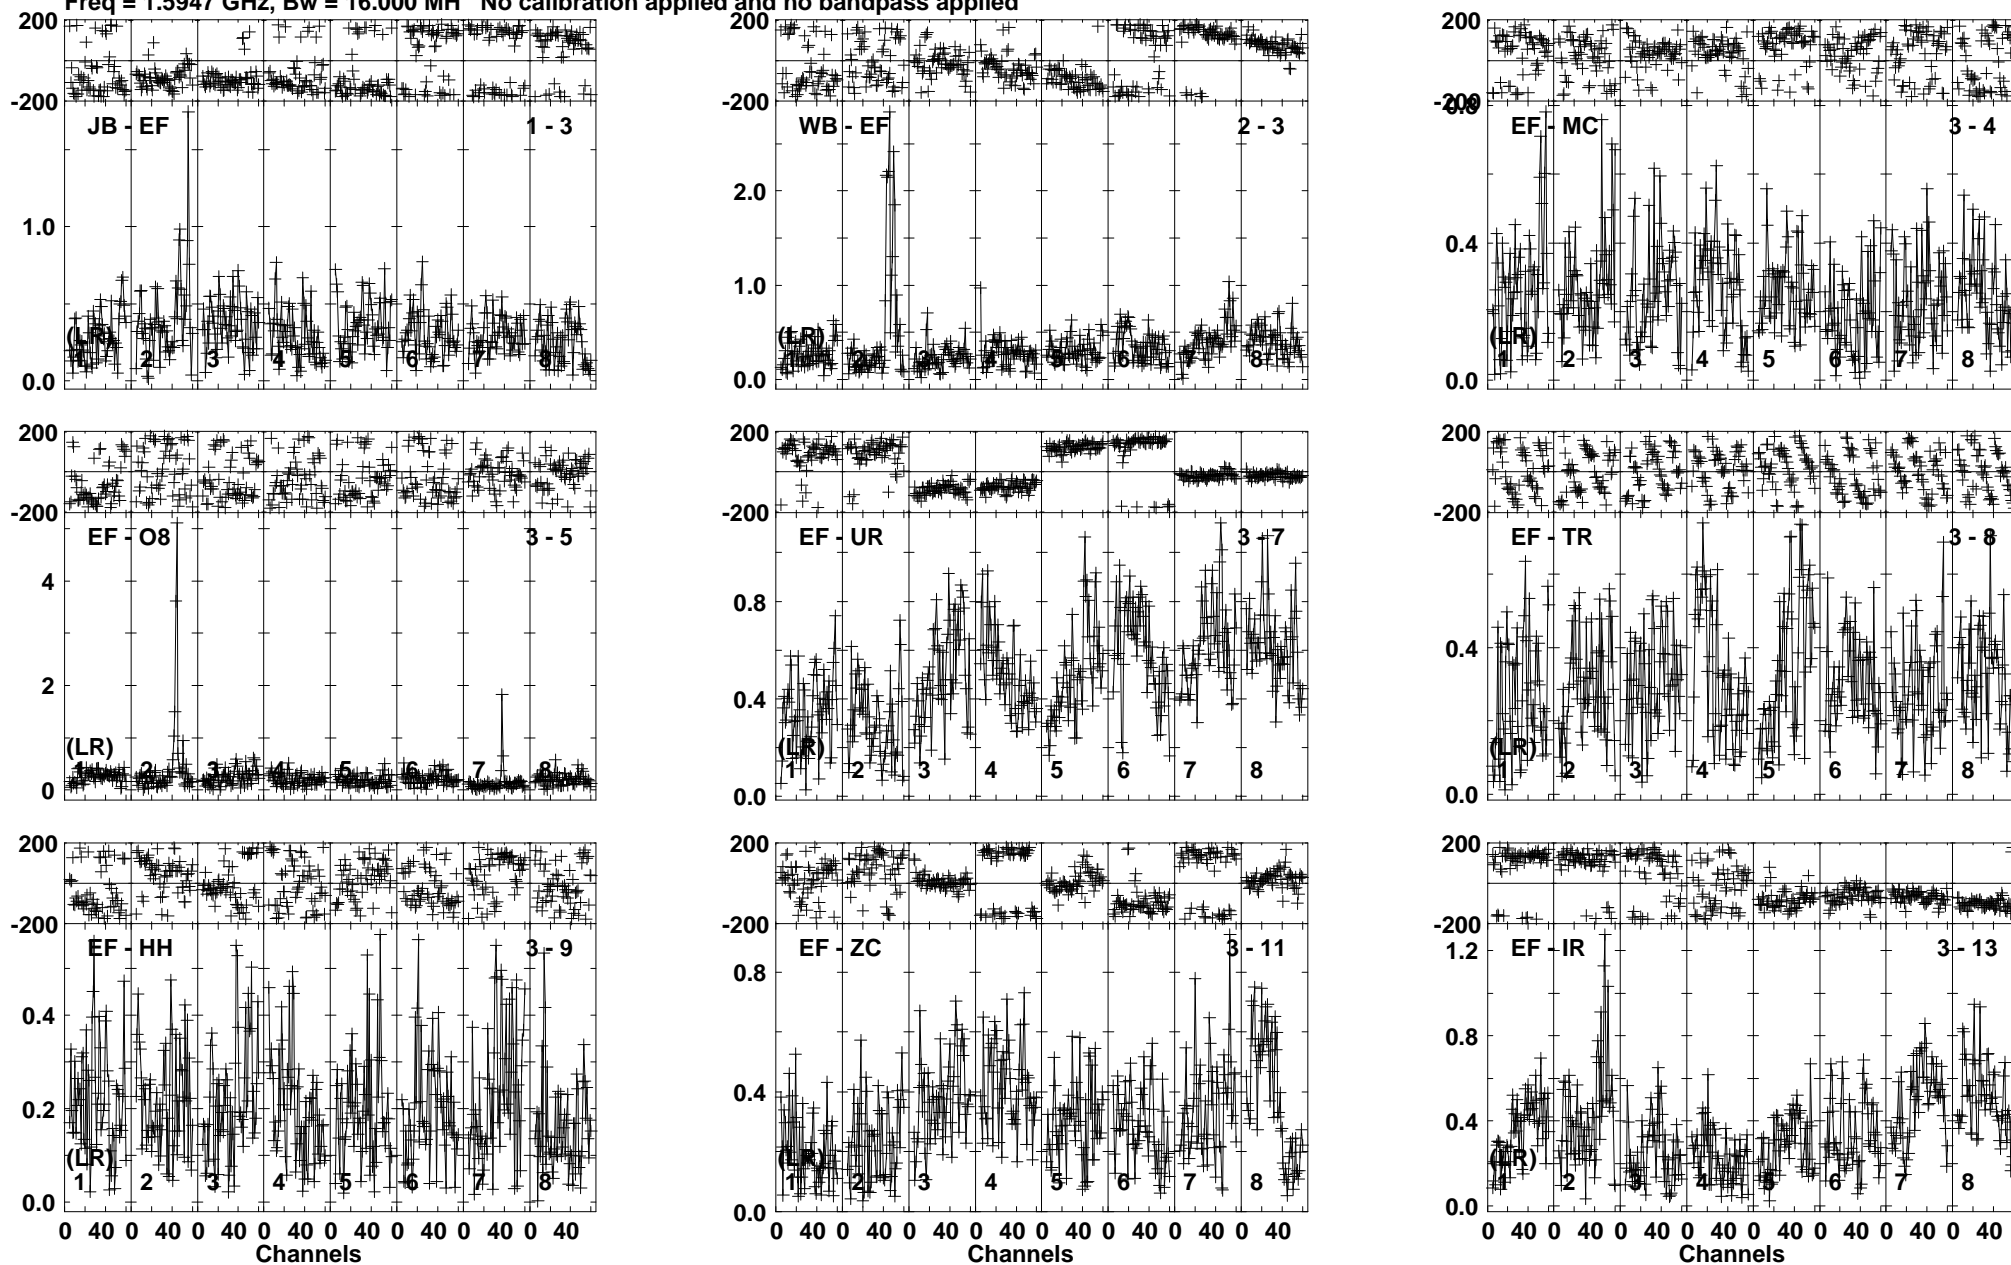 Freq = 1.5947 GHz, Bw = 16.000 MH No calibration applied and no bandpass applied
200
-200
JB - EF 1 - 3
1.0
0.0
(LR)
1 2 3 4 5 6 7 8
200
-200
WB - EF 2 - 3
2.0
1.0
0.0
(LR)
1 2 3 4 5 6 7 8
200
-200
0.8
EF - MC 3 - 4
0.4
0.0
(LR)
1 2 3 4 5 6 7 8
200
-200
EF - O8 3 - 5
4
2
0
(LR)
1 2 3 4 5 6 7 8
200
-200
EF - UR 3 - 7
0.8
0.4
0.0
(LR)
1 2 3 4 5 6 7 8
200
-200
EF - TR 3 - 8
0.4
0.0
(LR)
1 2 3 4 5 6 7 8
200
-200
EF - HH 3 - 9
0.4
0.2
0.0
(LR)
1 2 3 4 5 6 7 8
0 40 0 40 0 40 0 40 0 40 0 40 0 40 0 40
Channels
200
-200
EF - ZC 3 - 11
0.8
0.4
0.0
(LR)
1 2 3 4 5 6 7 8
0 40 0 40 0 40 0 40 0 40 0 40 0 40 0 40
Channels
200
-200
EF - IR 3 - 13
1.2
0.8
0.4
0.0
(LR)
1 2 3 4 5 6 7 8
0 40 0 40 0 40 0 40 0 40 0 40 0 40 0 40
Channels